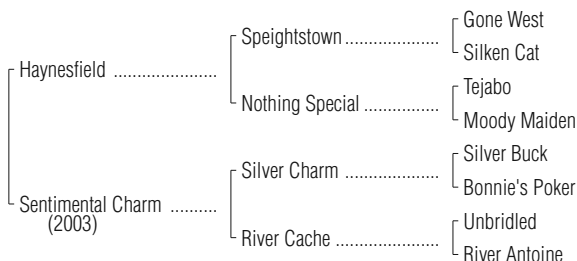 Gone West
Speightstown ........................
Silken Cat
Haynesfield ..........................
Tejabo
Nothing Special ...................
Moody Maiden
Silver Buck
Silver Charm ........................
Bonnie's Poker
Sentimental Charm ............
(2003)
Unbridled
River Cache ..........................
River Antoine